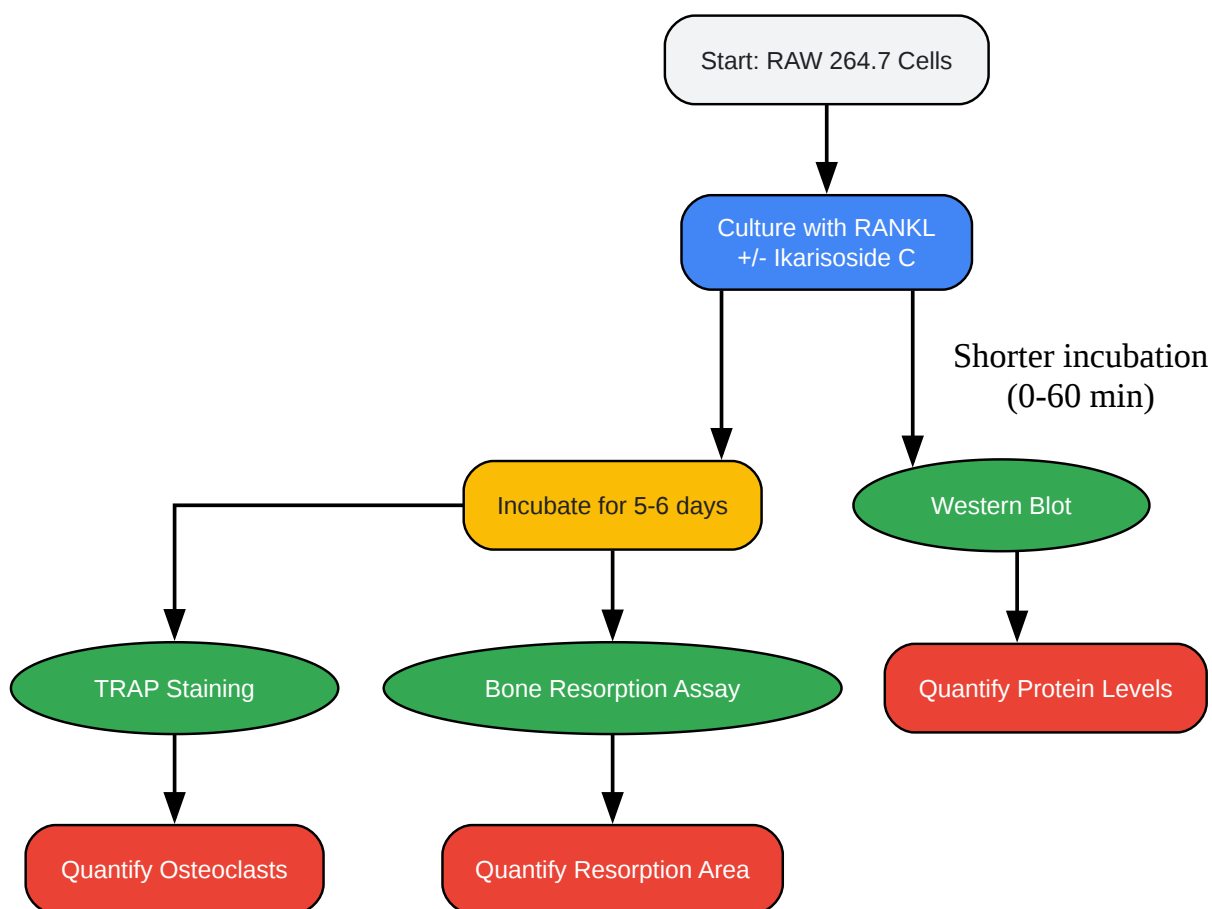 Start: RAW 264.7 Cells
Culture with RANKL
+/- Ikarisoside C
Shorter incubation
(0-60 min)
Incubate for 5-6 days
Western Blot
TRAP Staining
Bone Resorption Assay
Quantify Protein Levels
Quantify Osteoclasts
Quantify Resorption Area